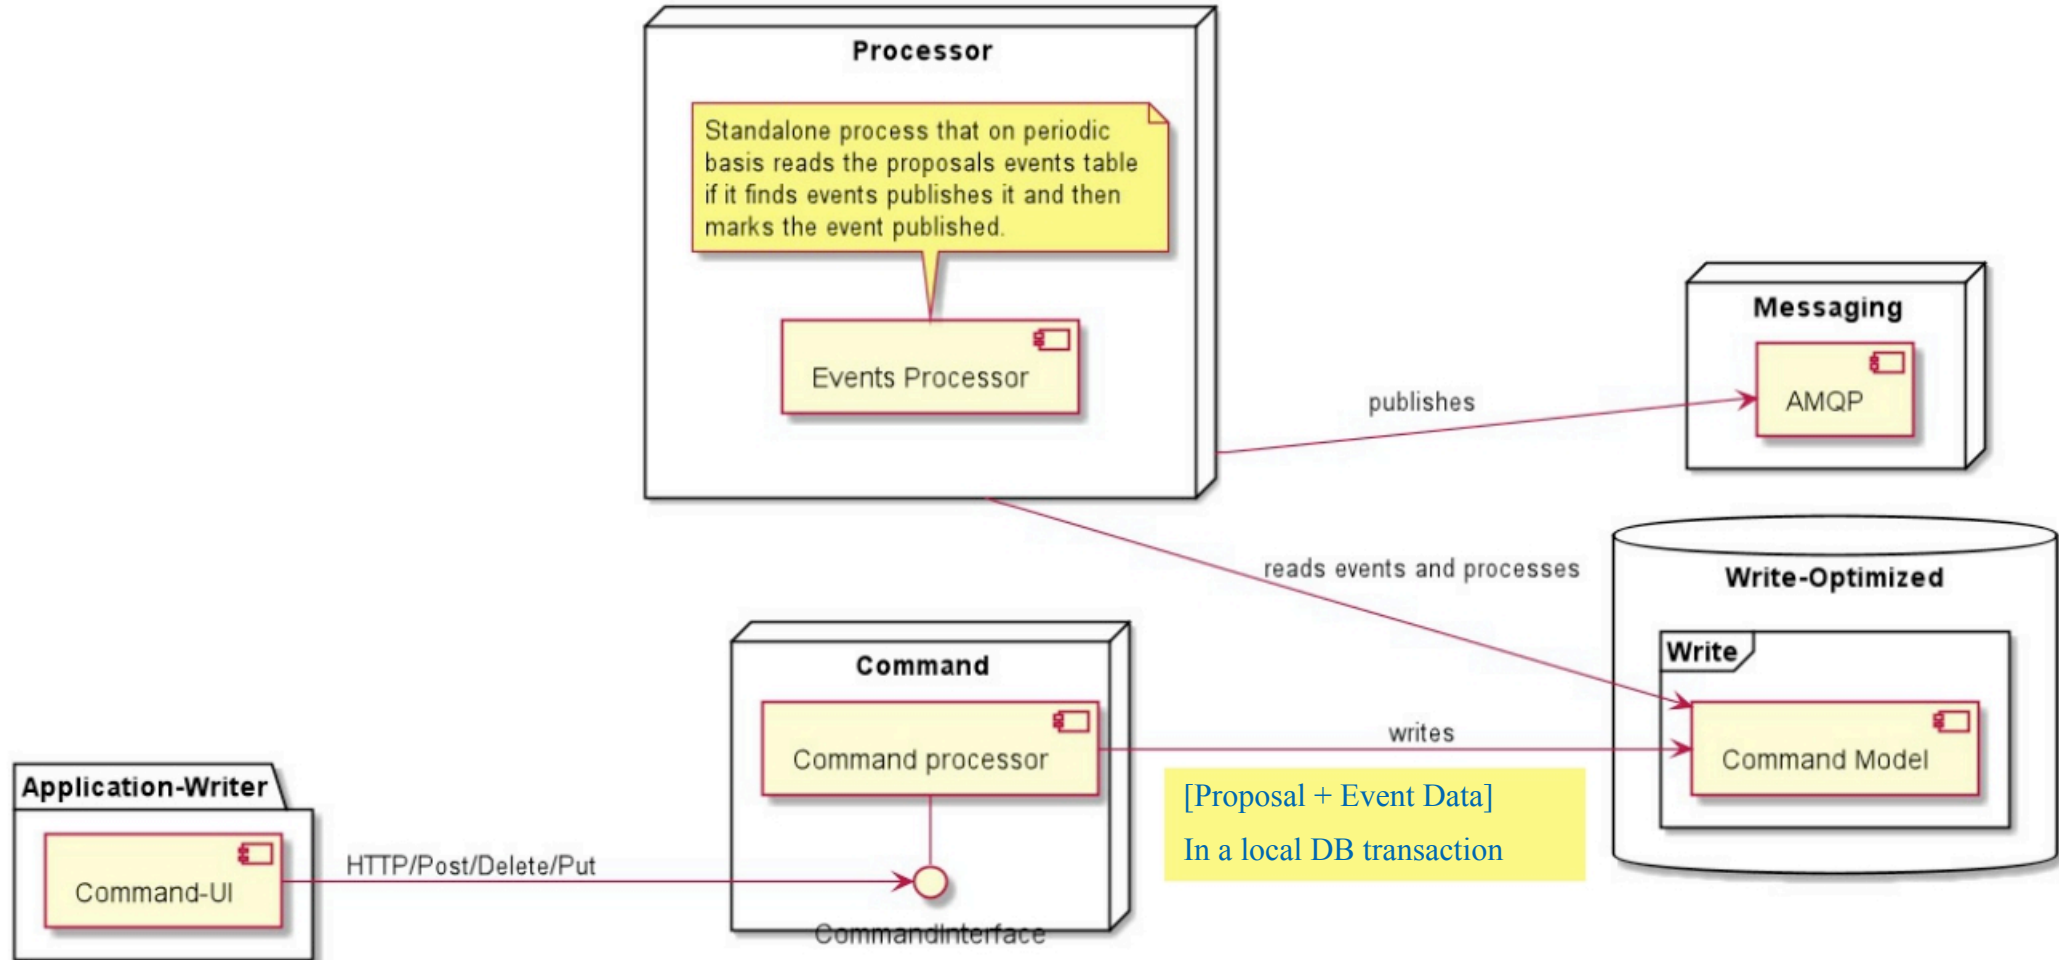 Processor
Standalone process that on periodic
basis reads the proposals events table
if it finds events publishes it and then
marks the event published.
Events Processor
Messaging
AMQP
publishes
reads events and processes
Write-Optimized
Write
Command Model
Command
Command processor
writes
[Proposal + Event Data]
In a local DB transaction
Application-Writer
Command-UI
HTTP/Post/Delete/Put
CommandInterface